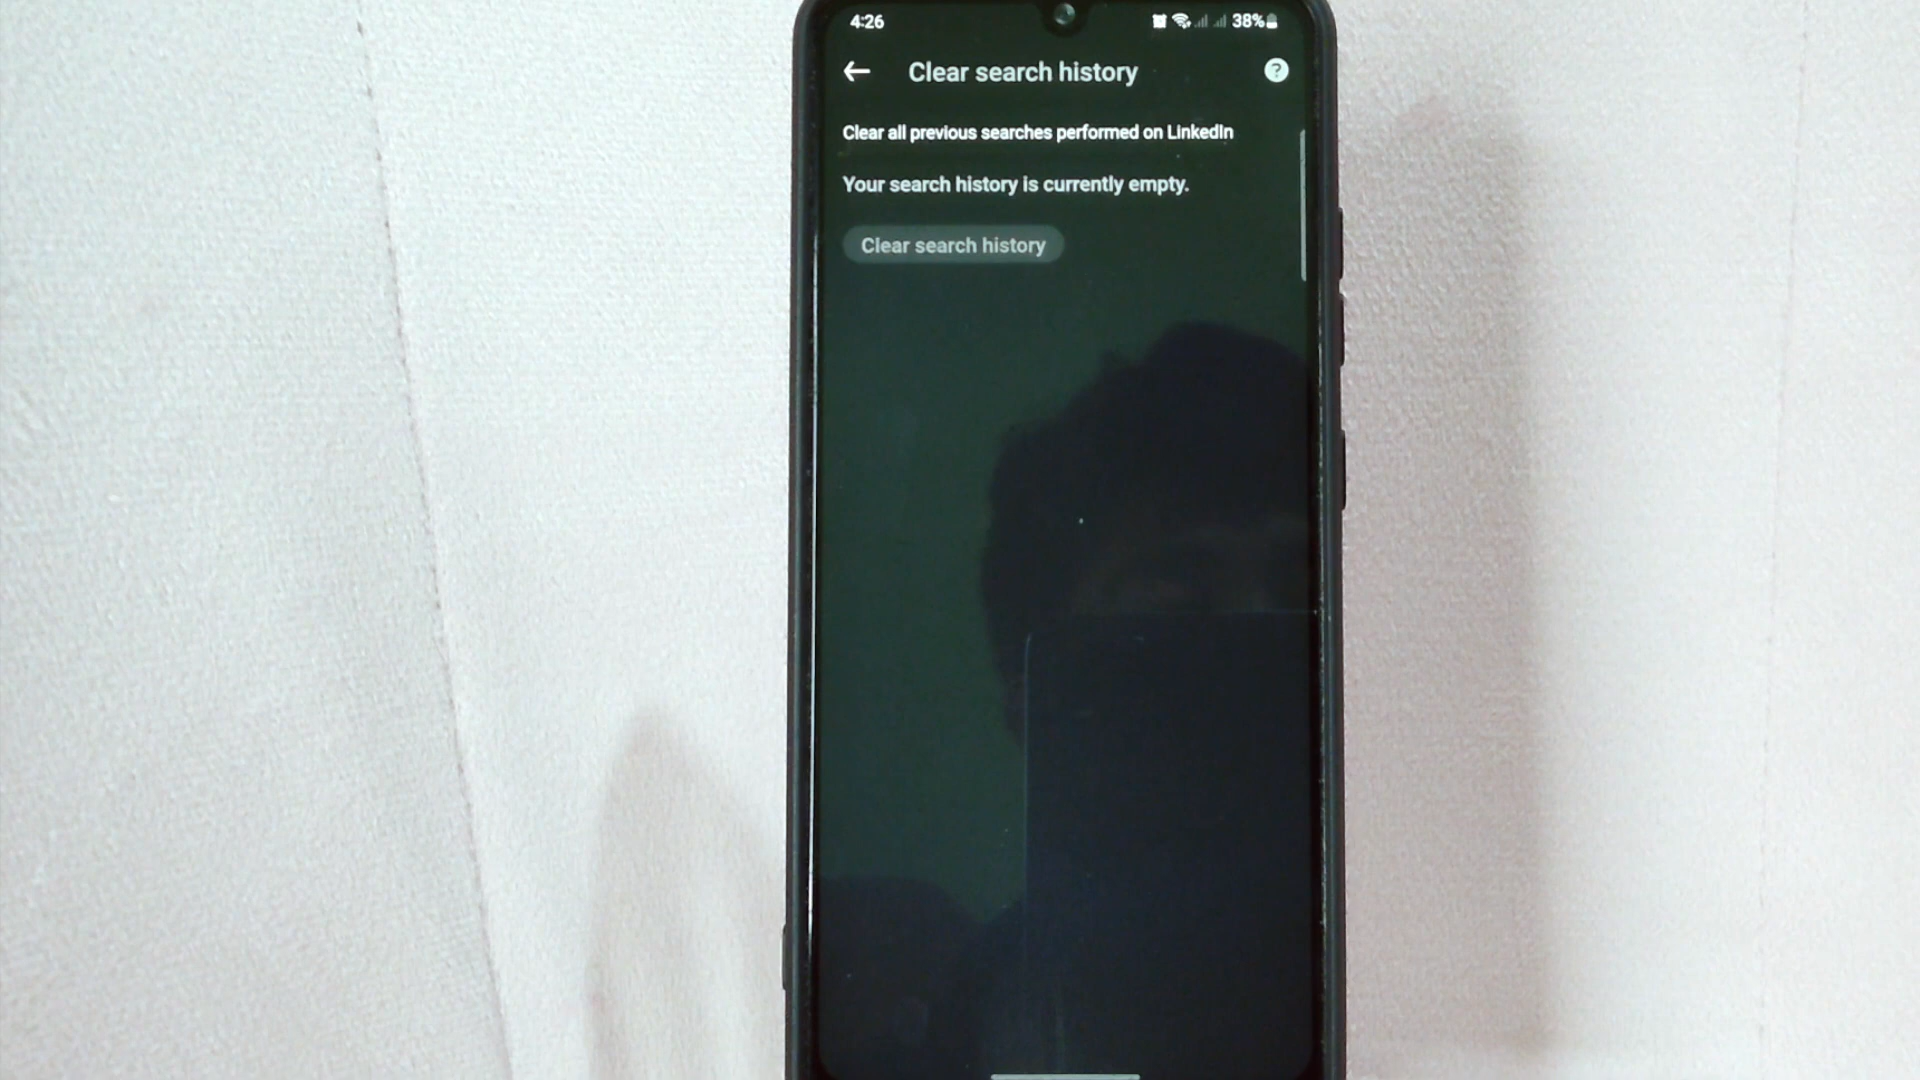 4:26
38%
Clear search history
?
Clear all previous searches performed on LinkedIn
Your search history is currently empty.
Clear search history